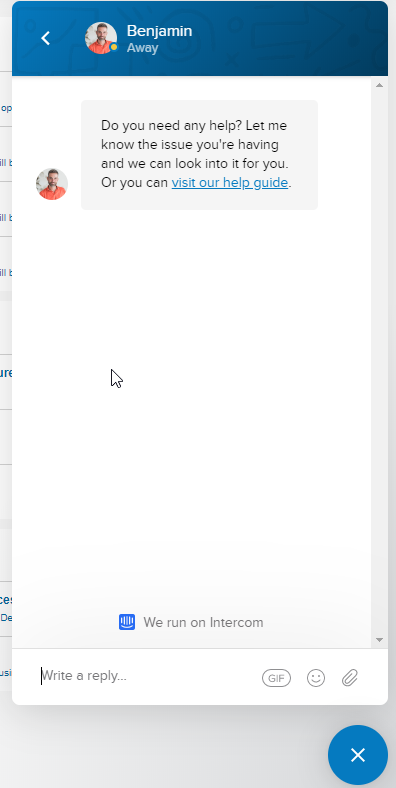 Benjamin
Away
op
ill b
ill b
ill b
Do you need any help? Let me
know the issue you're having
and we can look into it for you.
Or you can visit our help guide.
ure
We run on Intercom
ces
De
usi
Write a reply...
GIF